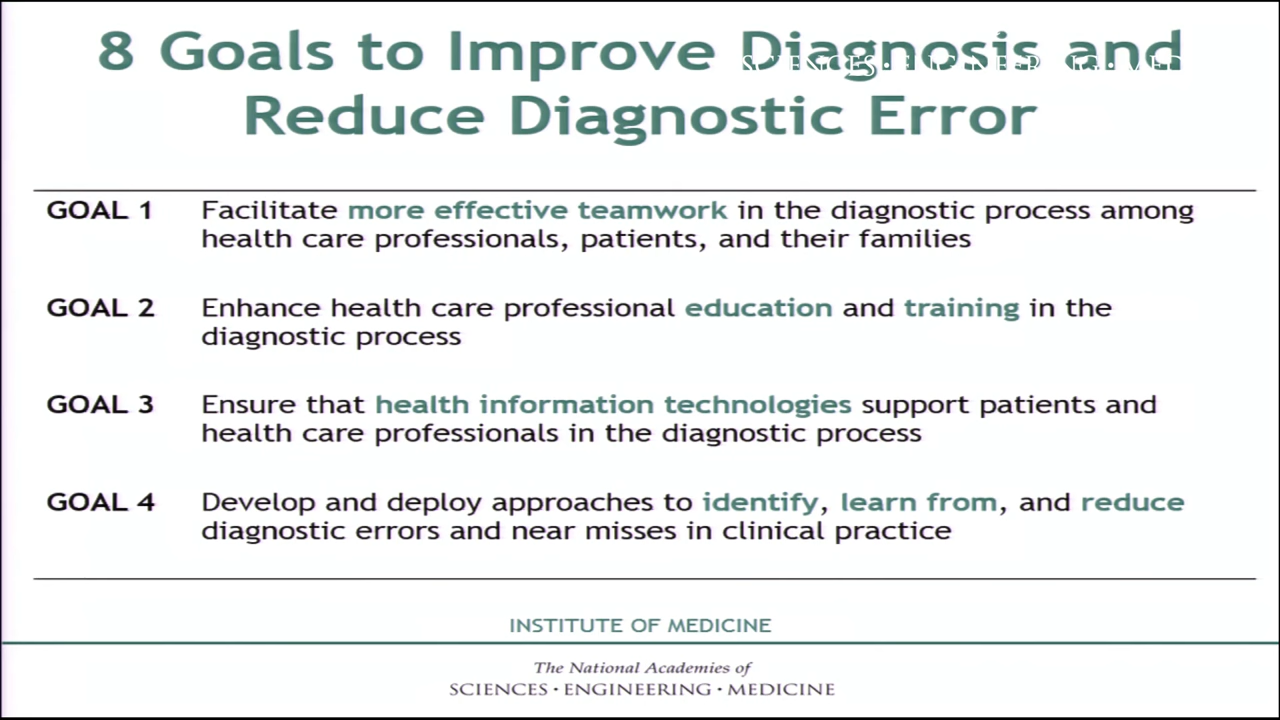 8 Goals to Improve Diagnosis and
SCIENCES · ENGINEERING · MED
Reduce Diagnostic Error
GOAL 1 Facilitate more effective teamwork in the diagnostic process among
health care professionals, patients, and their families
GOAL 2 Enhance health care professional education and training in the
diagnostic process
GOAL 3 Ensure that health information technologies support patients and
health care professionals in the diagnostic process
GOAL 4 Develop and deploy approaches to identify, learn from, and reduce
diagnostic errors and near misses in clinical practice
INSTITUTE OF MEDICINE
The National Academies of
SCIENCES · ENGINEERING · MEDICINE